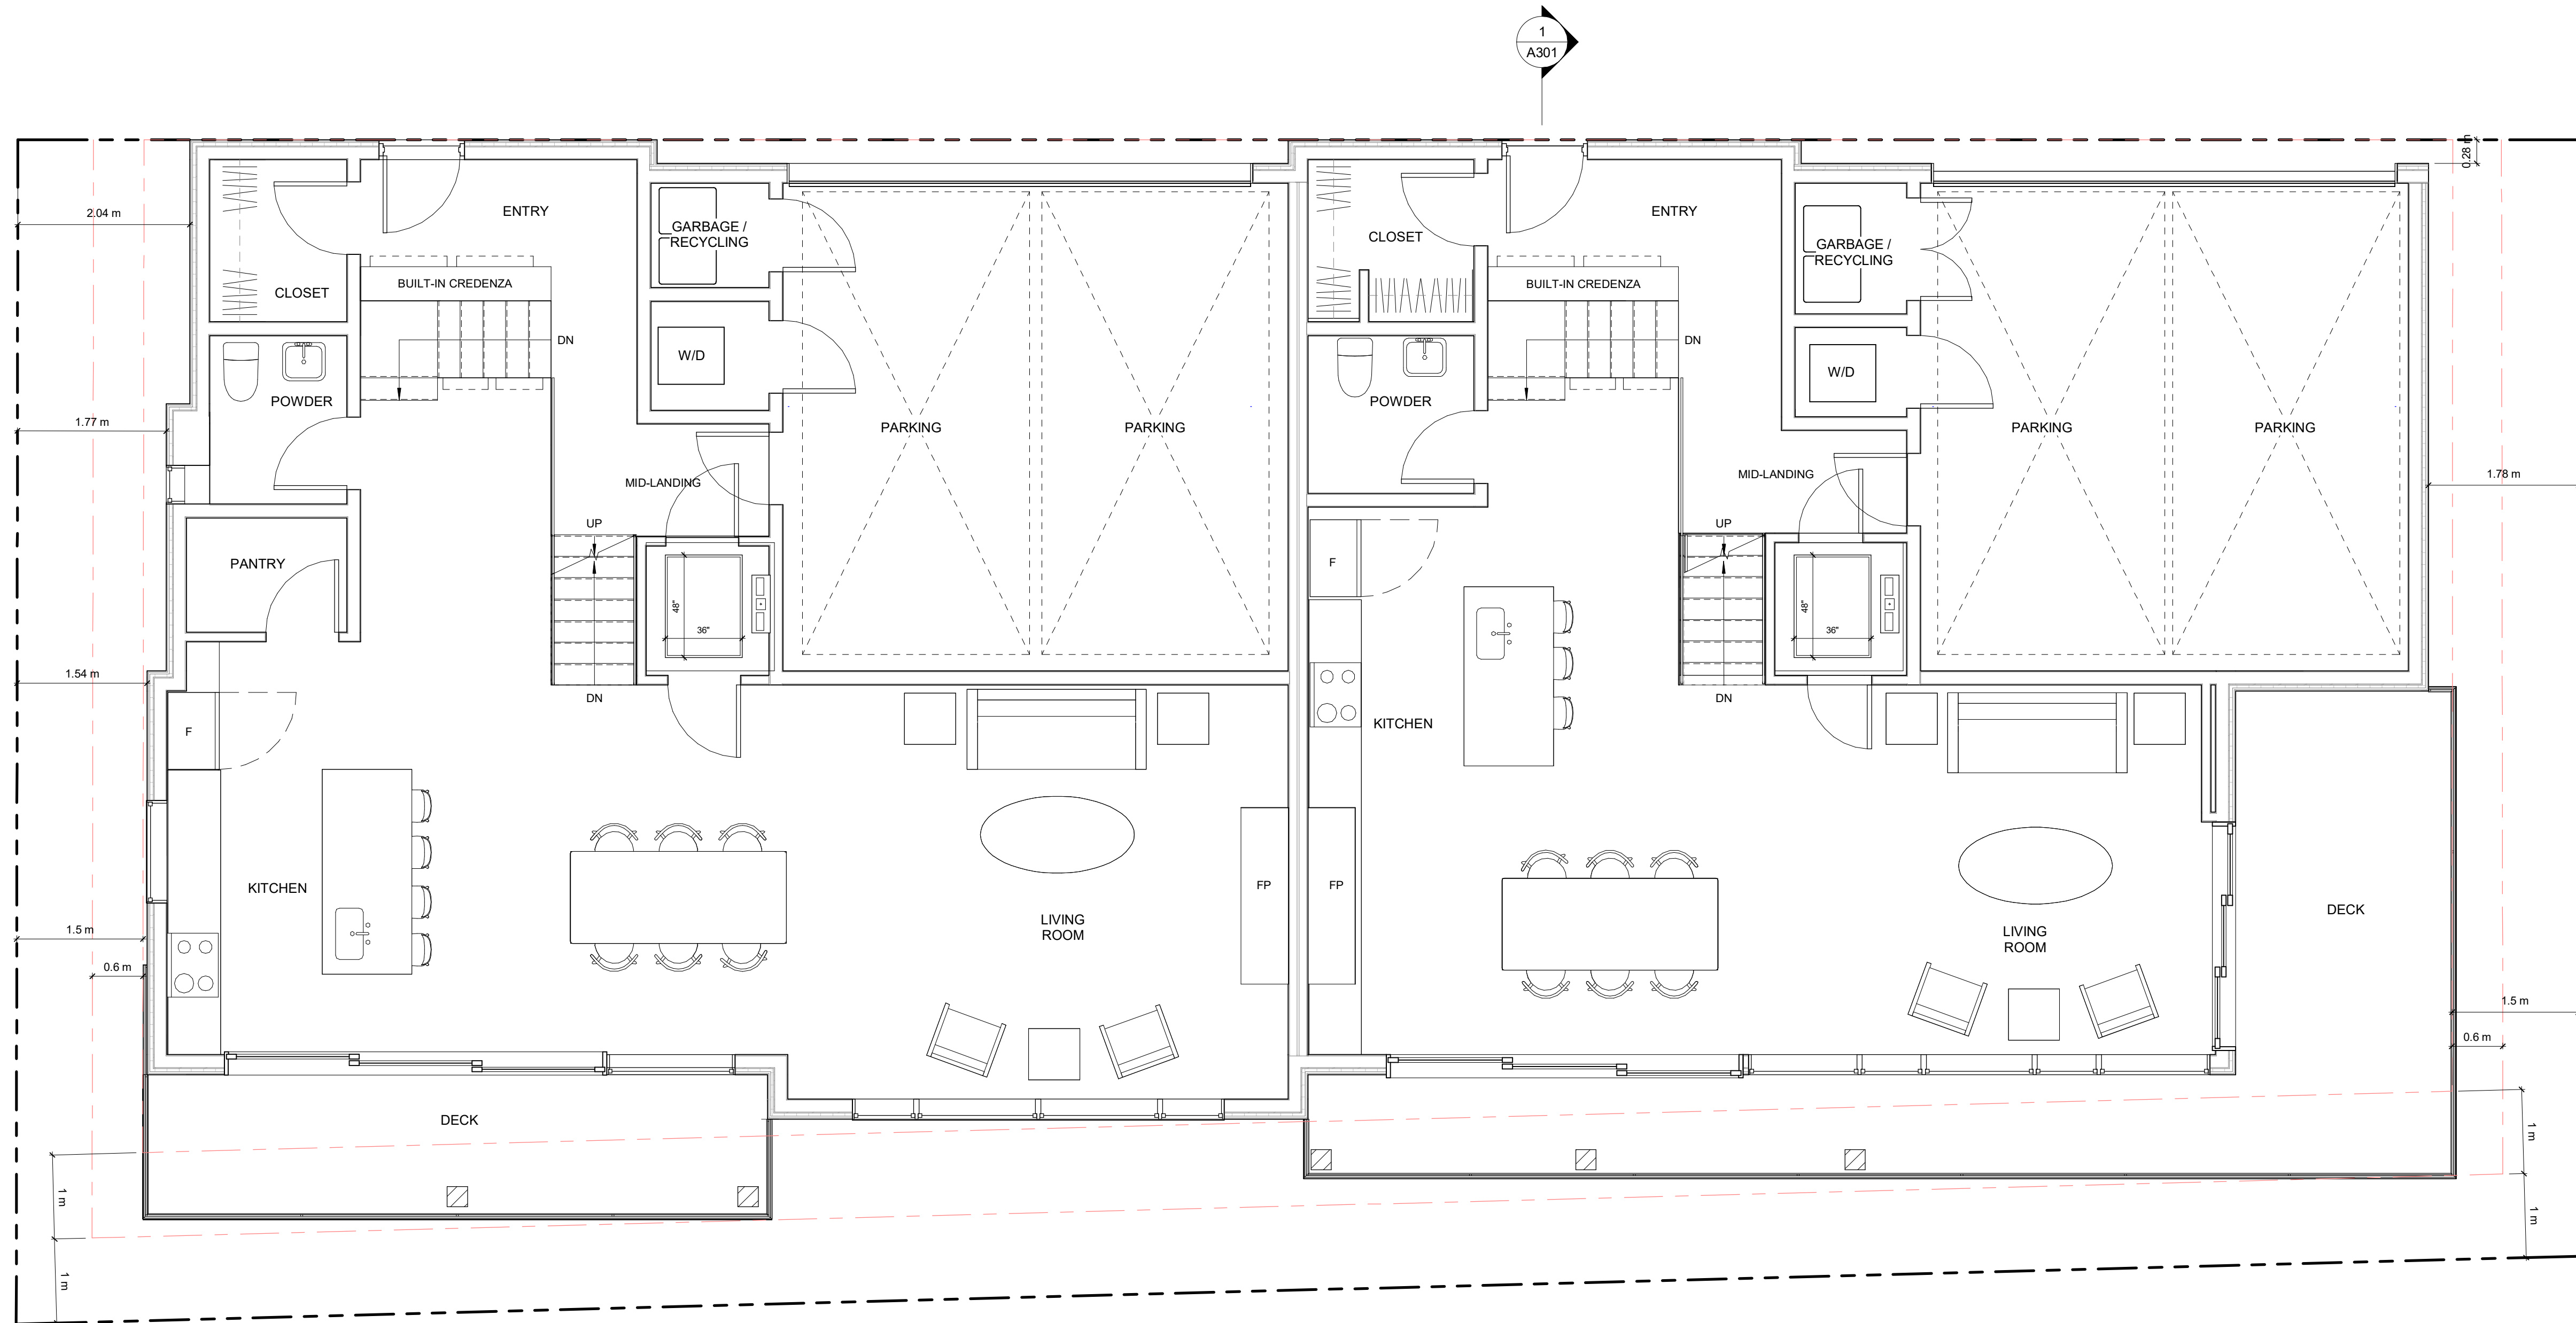 1
A301
0.28 m
2.04 m
ENTRY
GARBAGE /
RECYCLING
CLOSET
BUILT-IN CREDENZA
DN
W/D
POWDER
1.77 m
PARKING
PARKING
MID-LANDING
UP
PANTRY
48"
36"
1.54 m
DN
F
KITCHEN
FP
LIVING
ROOM
1.5 m
0.6 m
DECK
1 m
1 m
ENTRY
CLOSET
GARBAGE /
RECYCLING
BUILT-IN CREDENZA
DN
W/D
POWDER
PARKING
PARKING
MID-LANDING
1.78 m
UP
F
48"
36"
DN
KITCHEN
FP
LIVING
ROOM
DECK
1.5 m
0.6 m
1 m
1 m